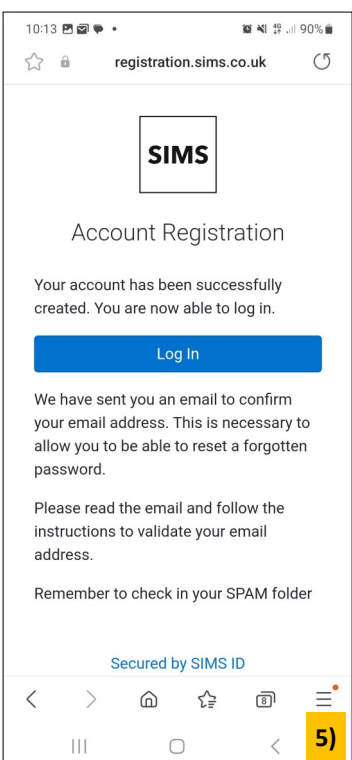 10:13 4G 90%
registration.sims.co.uk
SIMS
Account Registration
Your account has been successfully
created. You are now able to log in.
Log In
We have sent you an email to confirm
your email address. This is necessary to
allow you to be able to reset a forgotten
password.
Please read the email and follow the
instructions to validate your email
address.
Remember to check in your SPAM folder
Secured by SIMS ID
8
5)